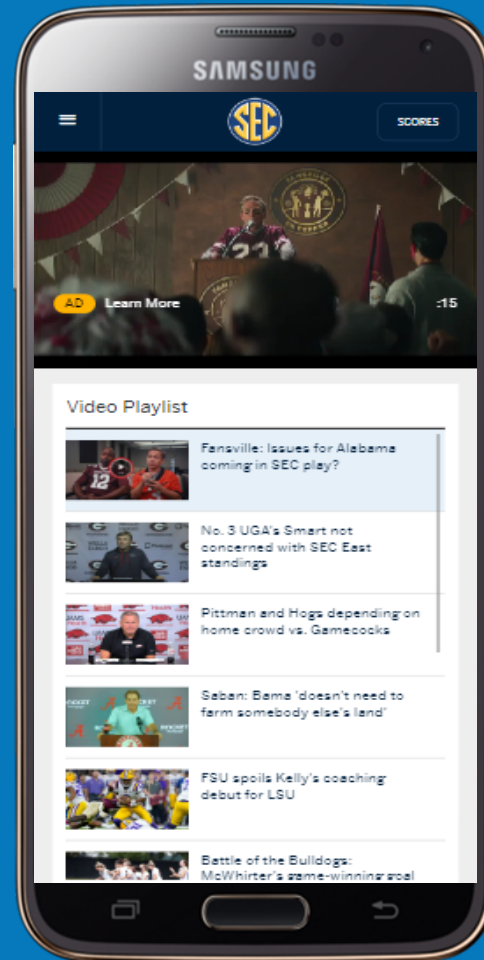 SAMSUNG
SEC
SCORES
FANSVILLE
23
AD Learn More :15
Video Playlist
12
Fansville: Issues for Alabama
coming in SEC play?
No. 3 UGA's Smart not
concerned with SEC East
standings
Pittman and Hogs depending on
home crowd vs. Gamecocks
Saban: Bama 'doesn't need to
farm somebody else's land'
FSU spoils Kelly's coaching
debut for LSU
Battle of the Bulldogs:
McWhirter's game-winning goal